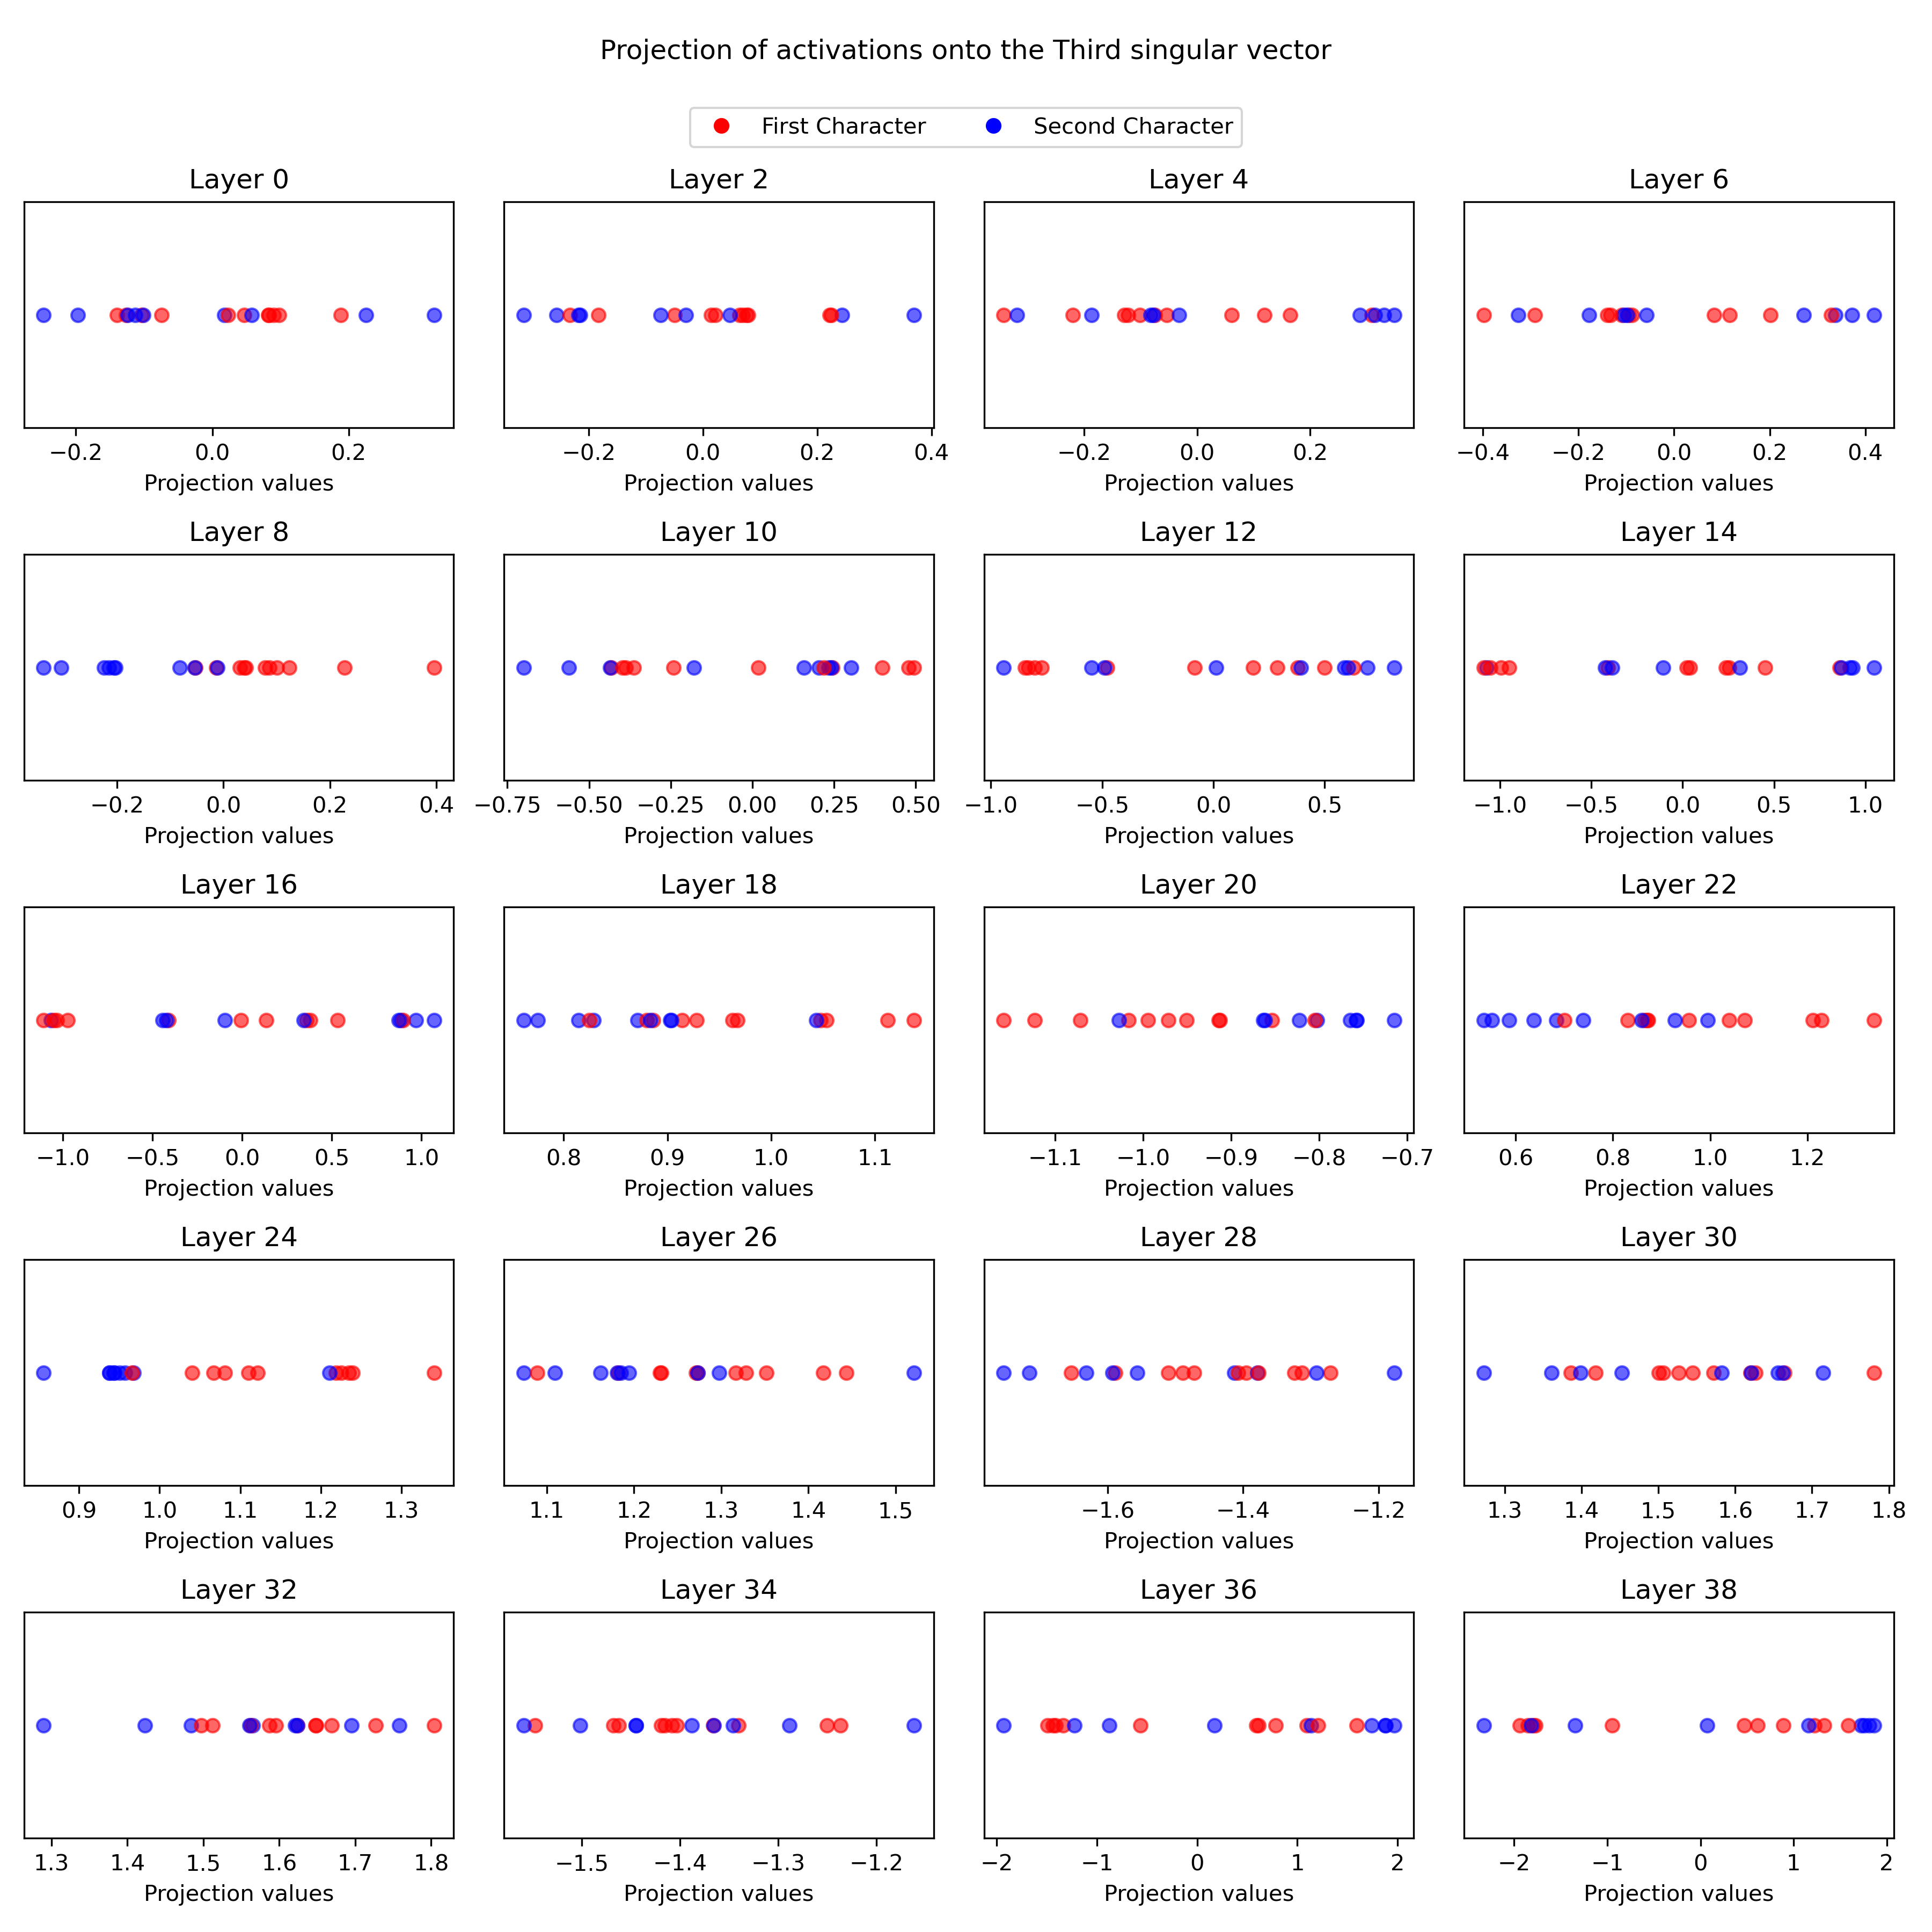 Projection of activations onto the Third singular vector
First Character Second Character
Layer 0 Layer 2 Layer 4 Layer 6
−0.2 0.0 0.2 −0.2 0.0 0.2 0.4 −0.2 0.0 0.2 −0.4 −0.2 0.0 0.2 0.4
Projection values Projection values Projection values Projection values
Layer 8 Layer 10 Layer 12 Layer 14
−0.2 0.0 0.2 0.4 −0.75 −0.50 −0.25 0.00 0.25 0.50 −1.0 −0.5 0.0 0.5 −1.0 −0.5 0.0 0.5 1.0
Projection values Projection values Projection values Projection values
Layer 16 Layer 18 Layer 20 Layer 22
−1.0 −0.5 0.0 0.5 1.0 0.8 0.9 1.0 1.1 −1.1 −1.0 −0.9 −0.8 −0.7 0.6 0.8 1.0 1.2
Projection values Projection values Projection values Projection values
Layer 24 Layer 26 Layer 28 Layer 30
0.9 1.0 1.1 1.2 1.3 1.1 1.2 1.3 1.4 1.5 −1.6 −1.4 −1.2 1.3 1.4 1.5 1.6 1.7 1.8
Projection values Projection values Projection values Projection values
Layer 32 Layer 34 Layer 36 Layer 38
1.3 1.4 1.5 1.6 1.7 1.8 −1.5 −1.4 −1.3 −1.2 −2 −1 0 1 2 −2 −1 0 1 2
Projection values Projection values Projection values Projection values